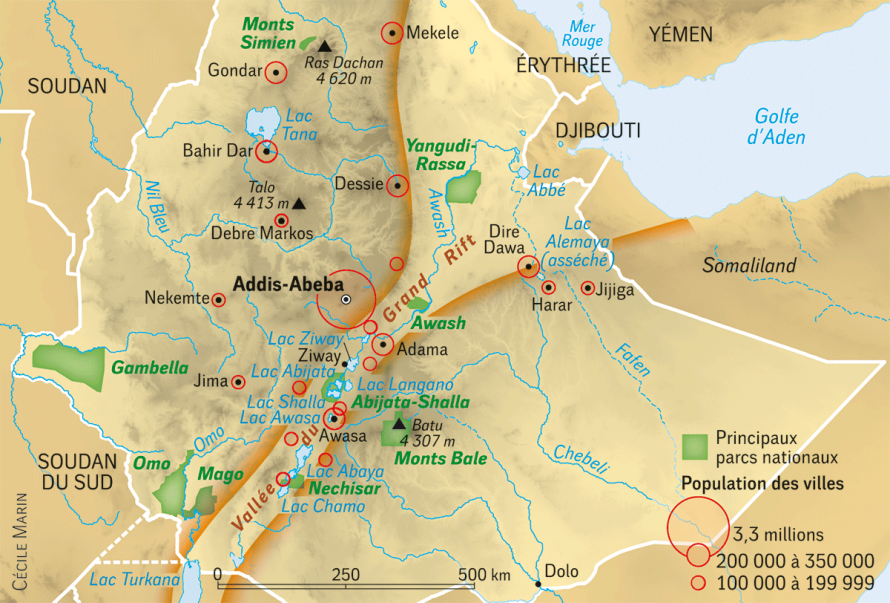 Monts
Simien
Mekele
Mer
Rouge
YÉMEN
Ras Dachan
4 620 m
ÉRYTHRÉE
Gondar
SOUDAN
Golfe
d'Aden
Lac
Tana
DJIBOUTI
Bahir Dar
Yangudi-
Rassa
Lac
Abbé
Dessie
Talo
4 413 m
Nil Bleu
Awash
Debre Markos
Dire
Dawa
Lac
Alemaya
(asséché)
Grand Rift
Somaliland
Addis-Abeba
Nekemte
Harar
Jijiga
Awash
Lac Ziway
Ziway
Adama
Fafen
Gambella
Lac Abijata
Jima
Lac Langano
Lac Shalla
Abijata-Shalla
Lac Awasa
Awasa
Batu
4 307 m
du
Omo
Monts Bale
Chebeli
Principaux
parcs nationaux
SOUDAN
DU SUD
Omo
Mago
Lac Abaya
Nechisar
Lac Chamo
Vallée
Population des villes
3,3 millions
200 000 à 350 000
100 000 à 199 999
Lac Turkana
0 250 500 km
Dolo
CÉCILE MARIN